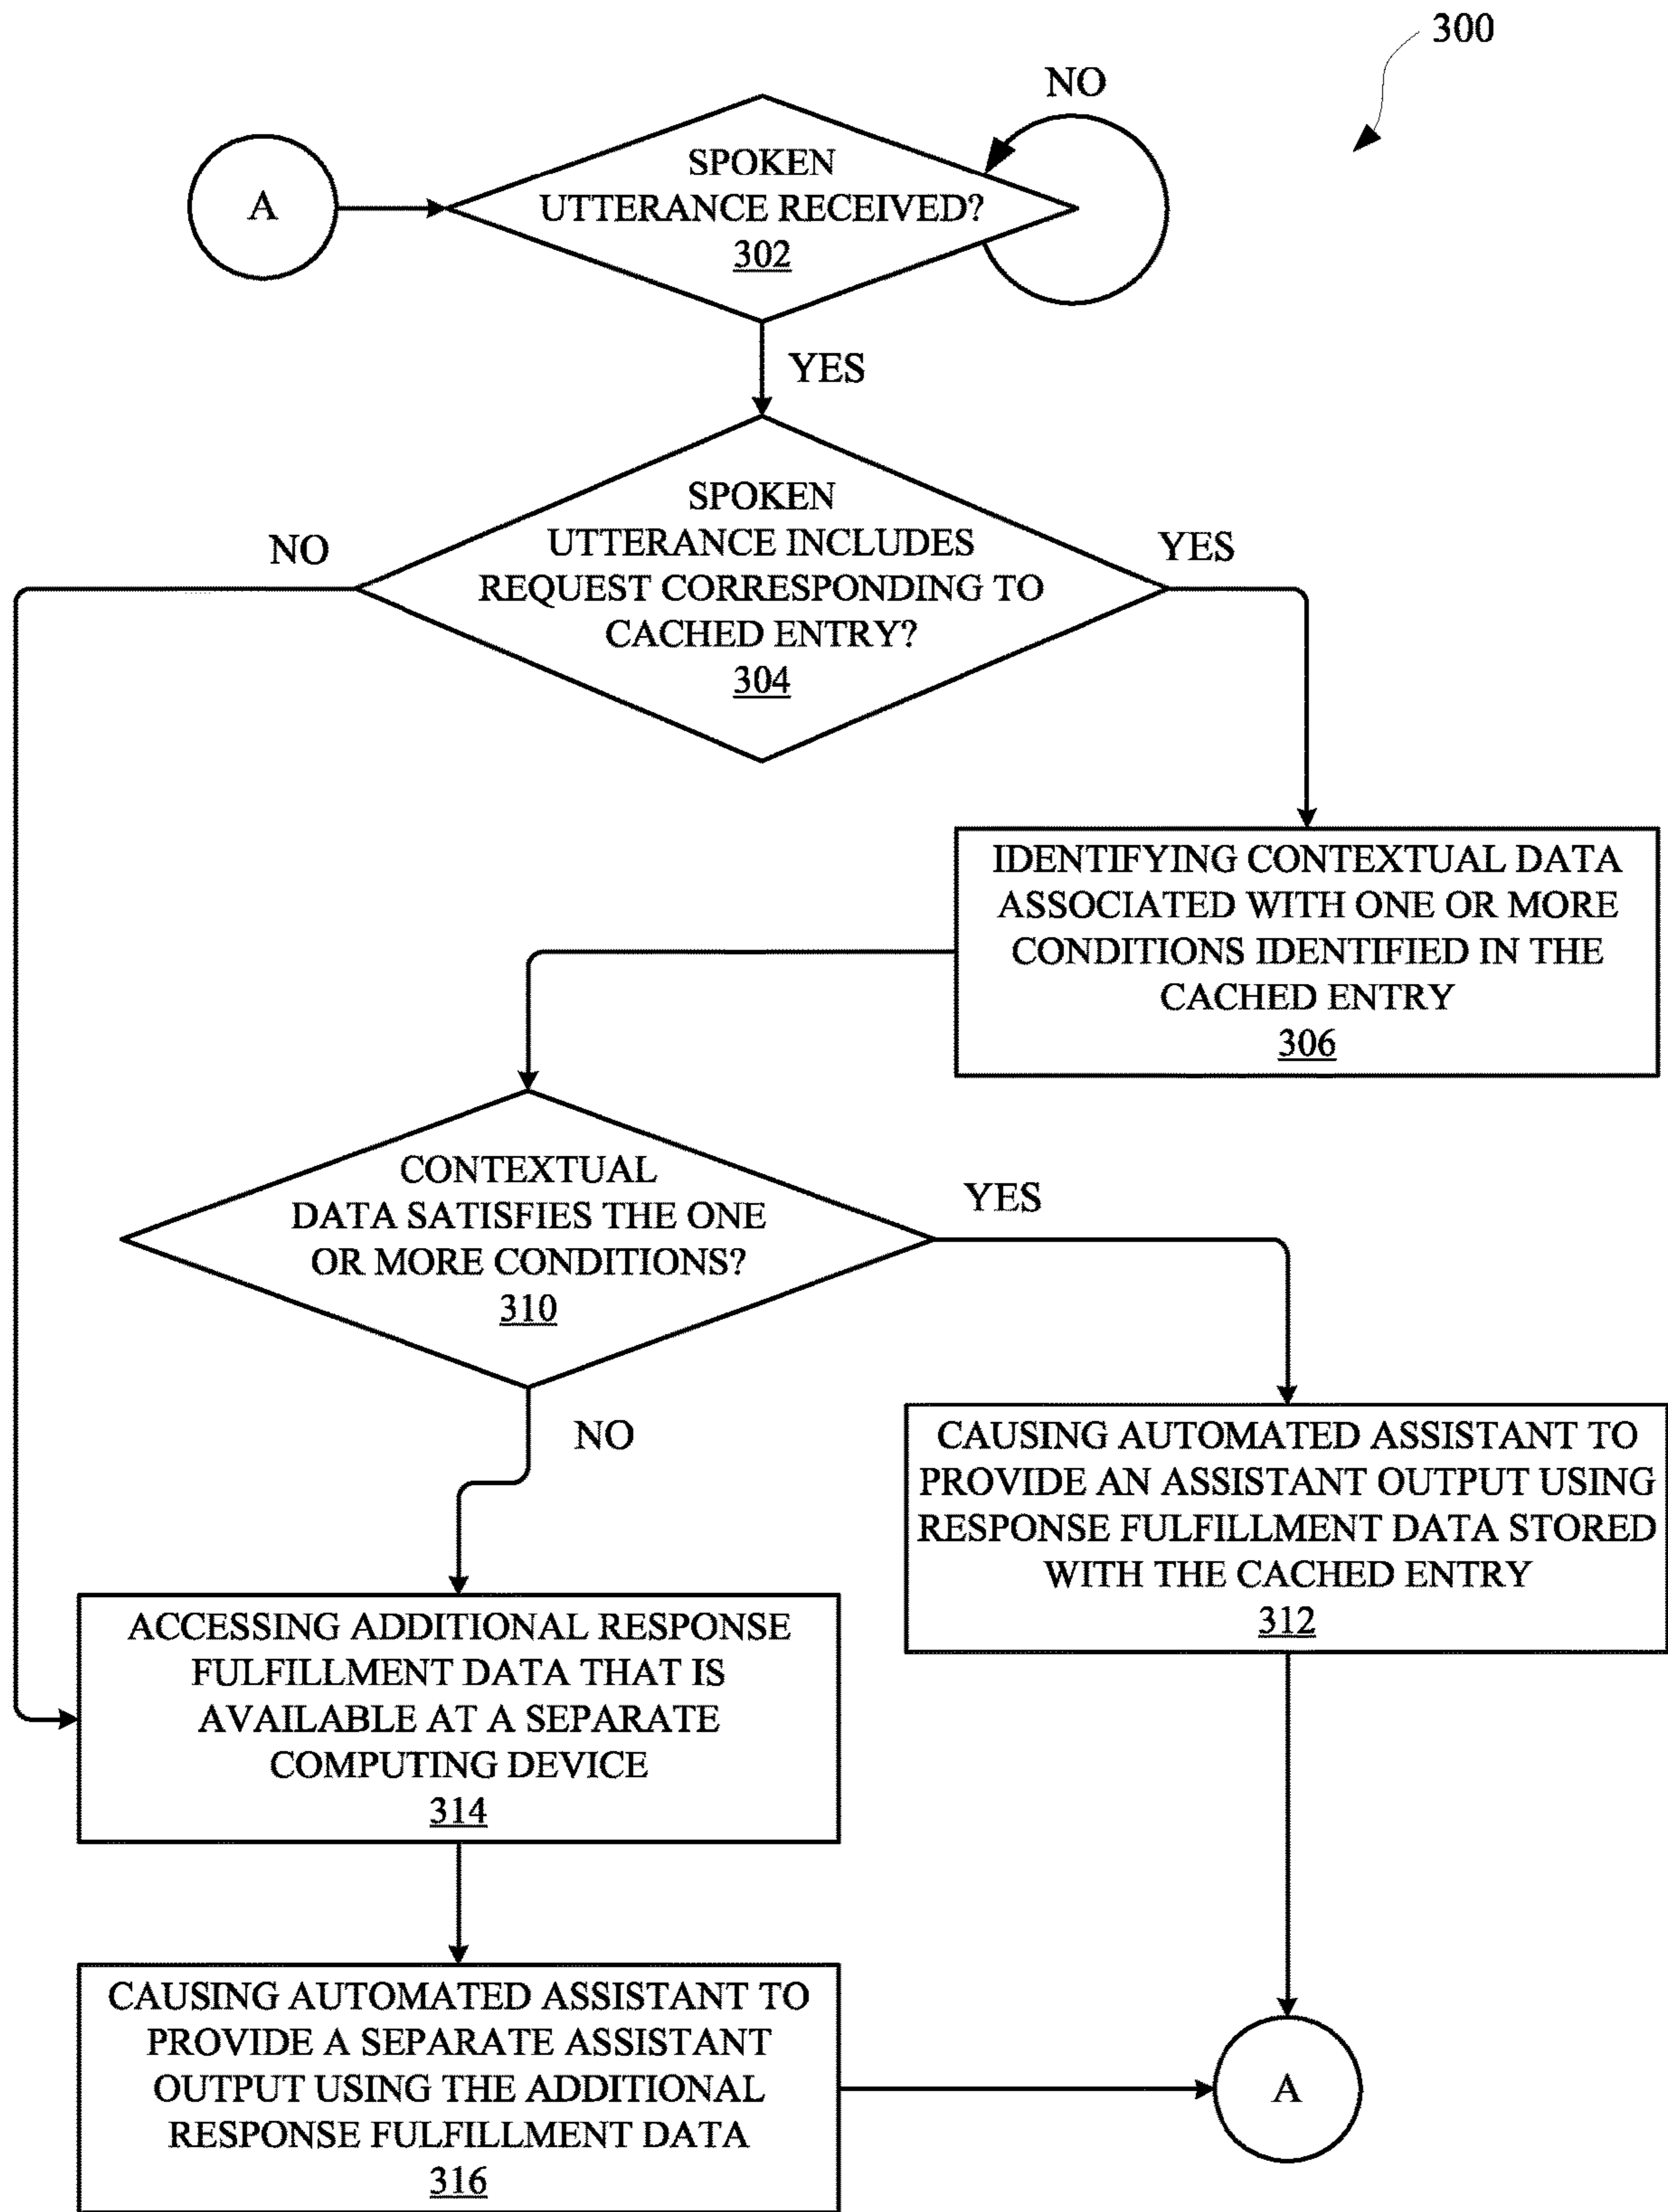 300
NO
A
SPOKEN
UTTERANCE RECEIVED?
302
YES
SPOKEN
UTTERANCE INCLUDES
REQUEST CORRESPONDING TO
CACHED ENTRY?
304
NO
YES
IDENTIFYING CONTEXTUAL DATA
ASSOCIATED WITH ONE OR MORE
CONDITIONS IDENTIFIED IN THE
CACHED ENTRY
306
CONTEXTUAL
DATA SATISFIES THE ONE
OR MORE CONDITIONS?
310
YES
NO
CAUSING AUTOMATED ASSISTANT TO
PROVIDE AN ASSISTANT OUTPUT USING
RESPONSE FULFILLMENT DATA STORED
WITH THE CACHED ENTRY
312
ACCESSING ADDITIONAL RESPONSE
FULFILLMENT DATA THAT IS
AVAILABLE AT A SEPARATE
COMPUTING DEVICE
314
CAUSING AUTOMATED ASSISTANT TO
PROVIDE A SEPARATE ASSISTANT
OUTPUT USING THE ADDITIONAL
RESPONSE FULFILLMENT DATA
316
A